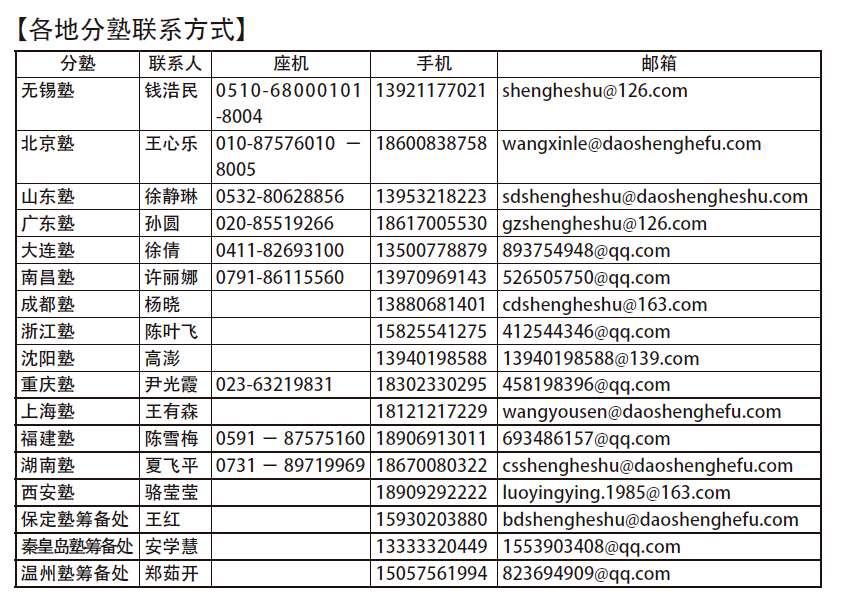 【各地分塾联系方式】
分塾 联系人 座机 手机 邮箱
无锡塾 钱浩民 0510-68000101 13921177021 shengheshu@126.com
-8004
北京塾 王心乐 010-87576010 － 18600838758 wangxinle@daoshenghefu.com
8005
山东塾 徐静琳 0532-80628856 13953218223 sdshengheshu@daoshengheshu.com
广东塾 孙圆 020-85519266 18617005530 gzshengheshu@126.com
大连塾 徐倩 0411-82693100 13500778879 893754948@qq.com
南昌塾 许丽娜 0791-86115560 13970969143 526505750@qq.com
成都塾 杨晓 13880681401 cdshengheshu@163.com
浙江塾 陈叶飞 15825541275 412544346@qq.com
沈阳塾 高澎 13940198588 13940198588@139.com
重庆塾 尹光霞 023-63219831 18302330295 458198396@qq.com
上海塾 王有森 18121217229 wangyousen@daoshenghefu.com
福建塾 陈雪梅 0591 － 87575160 18906913011 693486157@qq.com
湖南塾 夏飞平 0731 － 89719969 18670080322 csshengheshu@daoshenghefu.com
西安塾 骆莹莹 18909292222 luoyingying.1985@163.com
保定塾筹备处 王红 15930203880 bdshengheshu@daoshenghefu.com
秦皇岛塾筹备处 安学慧 13333320449 1553903408@qq.com
温州塾筹备处 郑茹开 15057561994 823694909@qq.com